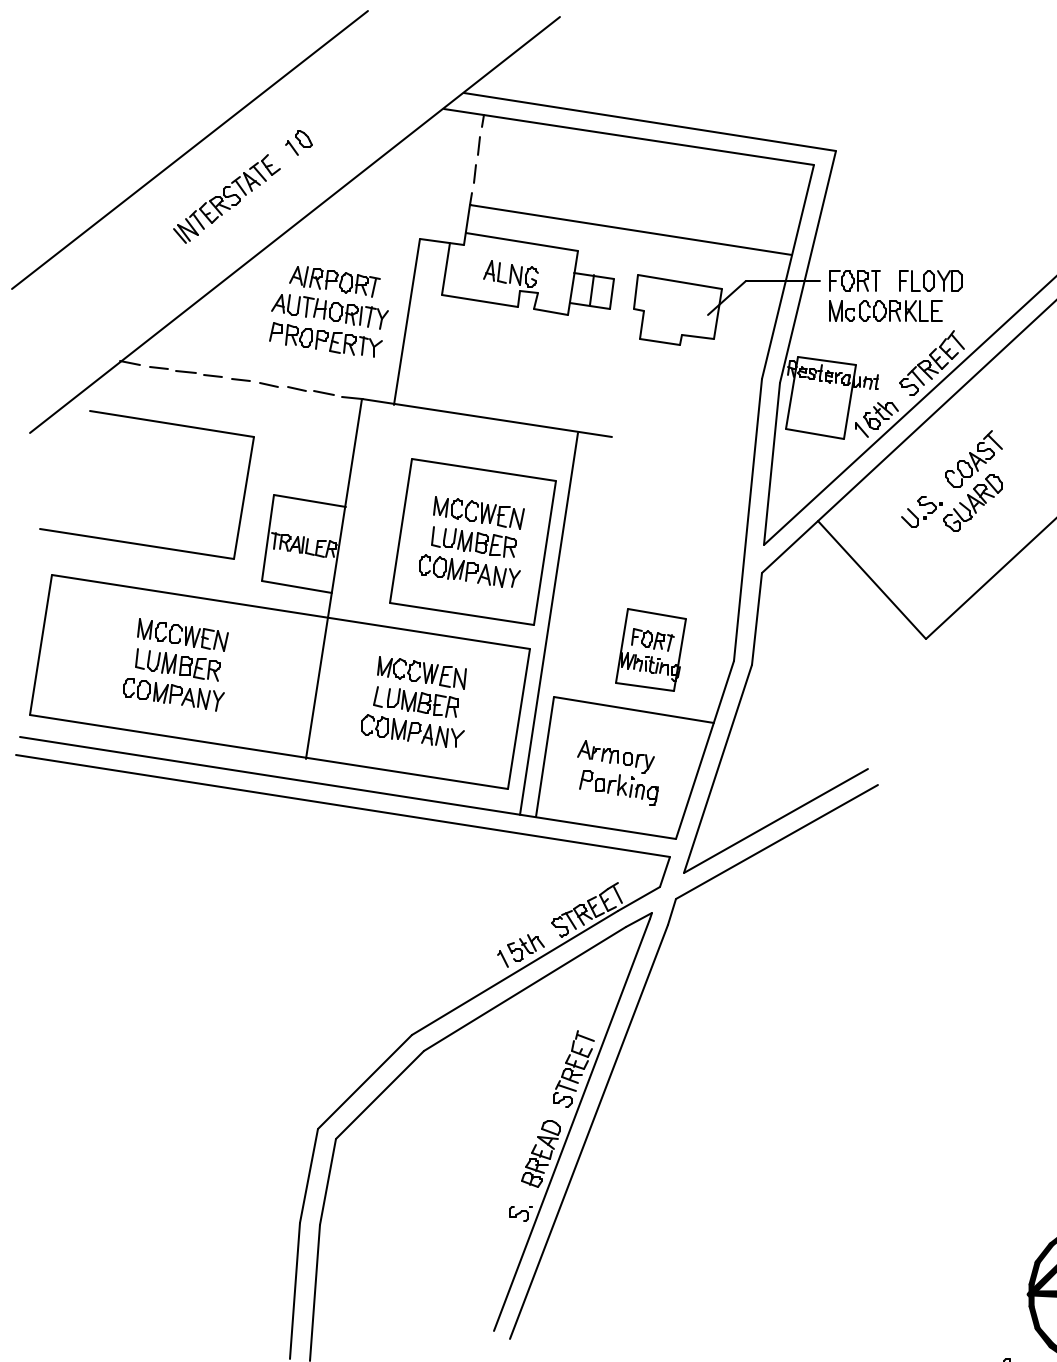 INTERSTATE 10
AIRPORT
AUTHORITY
PROPERTY
ALNG
FORT FLOYD
McCORKLE
Resteraunt
16th STREET
U.S. COAST
GUARD
MCCWEN
LUMBER
COMPANY
TRAILER
MCCWEN
LUMBER
COMPANY
MCCWEN
LUMBER
COMPANY
FORT
Whiting
Armory
Parking
15th STREET
S. BREAD STREET